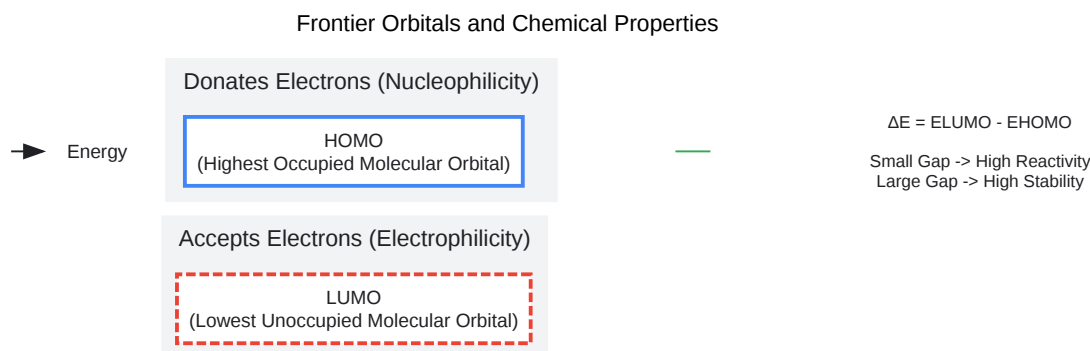 Frontier Orbitals and Chemical Properties
Donates Electrons (Nucleophilicity)
Energy
HOMO
(Highest Occupied Molecular Orbital)
ΔE = ELUMO - EHOMO
Small Gap -> High Reactivity
Large Gap -> High Stability
Accepts Electrons (Electrophilicity)
LUMO
(Lowest Unoccupied Molecular Orbital)